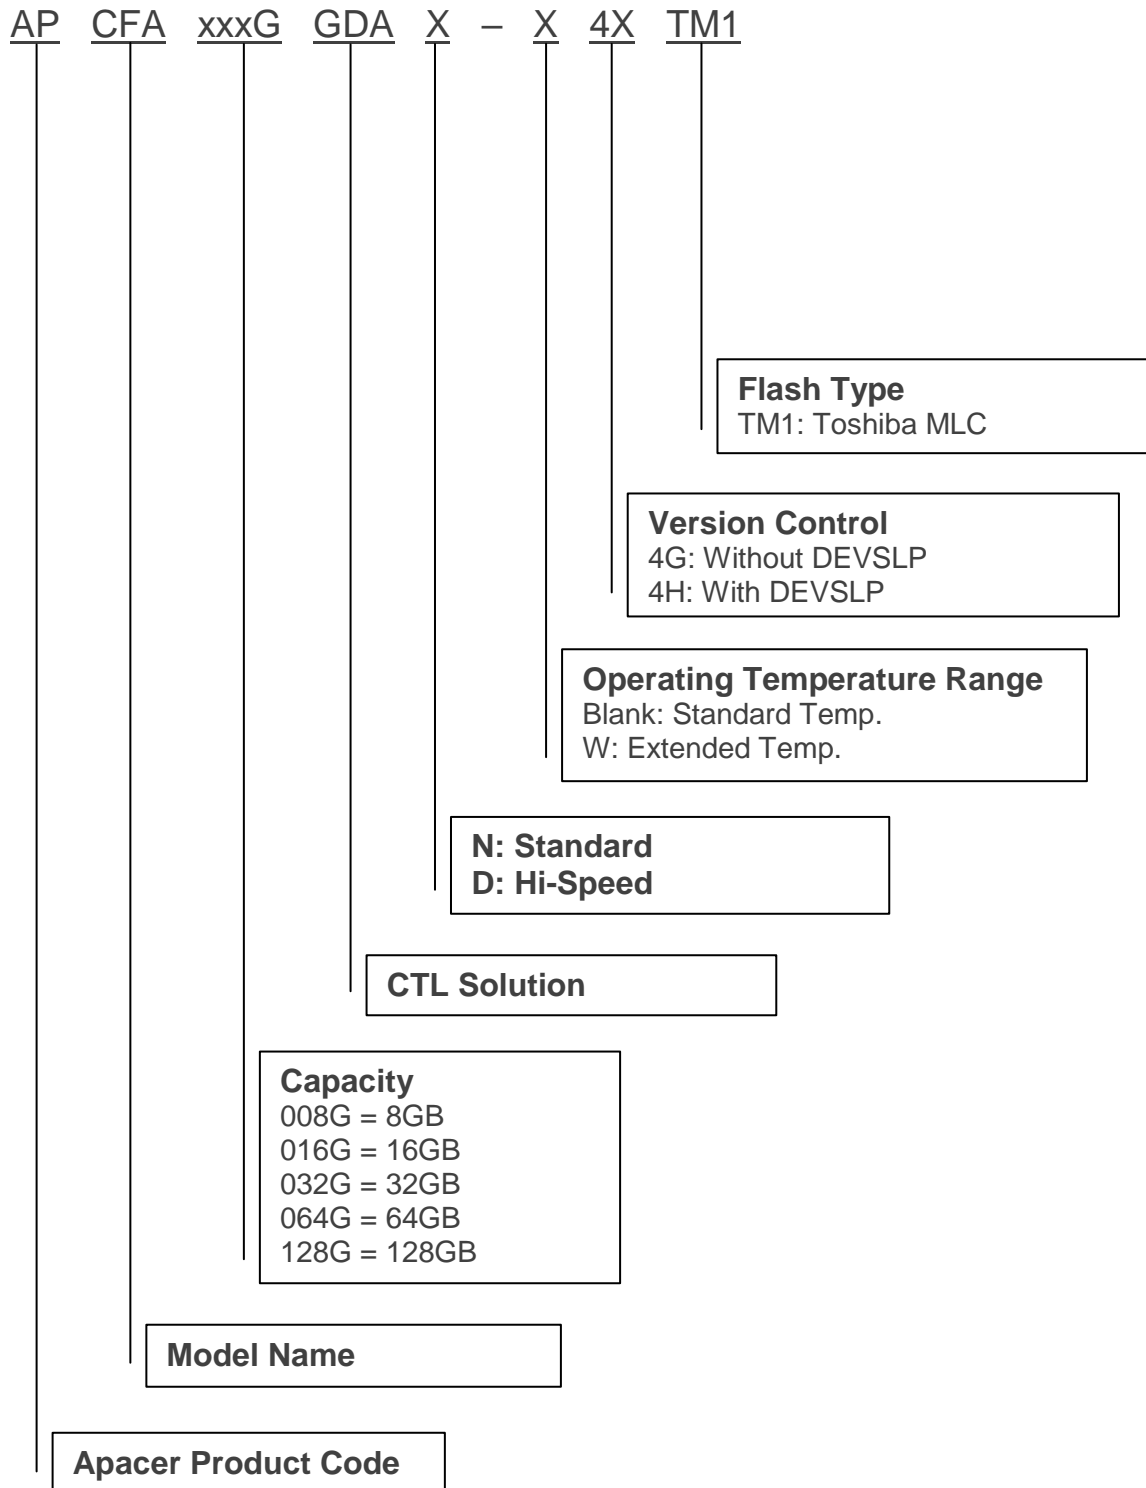 AP CFA xxxG GDA X – X 4X TM1
Flash Type
TM1: Toshiba MLC
Version Control
4G: Without DEVSLP
4H: With DEVSLP
Operating Temperature Range
Blank: Standard Temp.
W: Extended Temp.
N: Standard
D: Hi-Speed
CTL Solution
Capacity
008G = 8GB
016G = 16GB
032G = 32GB
064G = 64GB
128G = 128GB
Model Name
Apacer Product Code